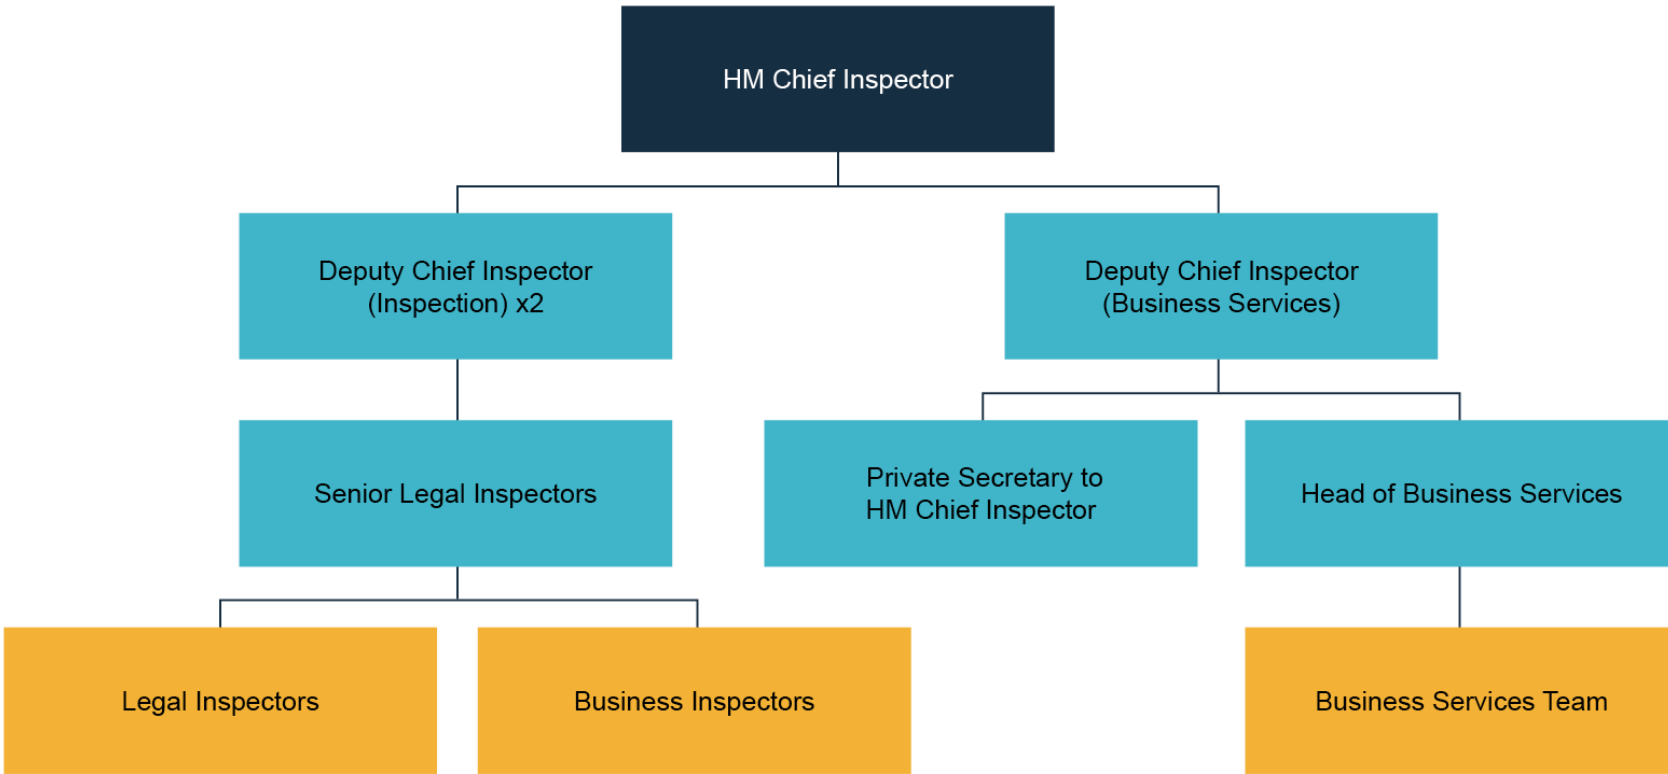 HM Chief Inspector
Deputy Chief Inspector
(Inspection) x2
Deputy Chief Inspector
(Business Services)
Senior Legal Inspectors
Private Secretary to
HM Chief Inspector
Head of Business Services
Legal Inspectors
Business Inspectors
Business Services Team